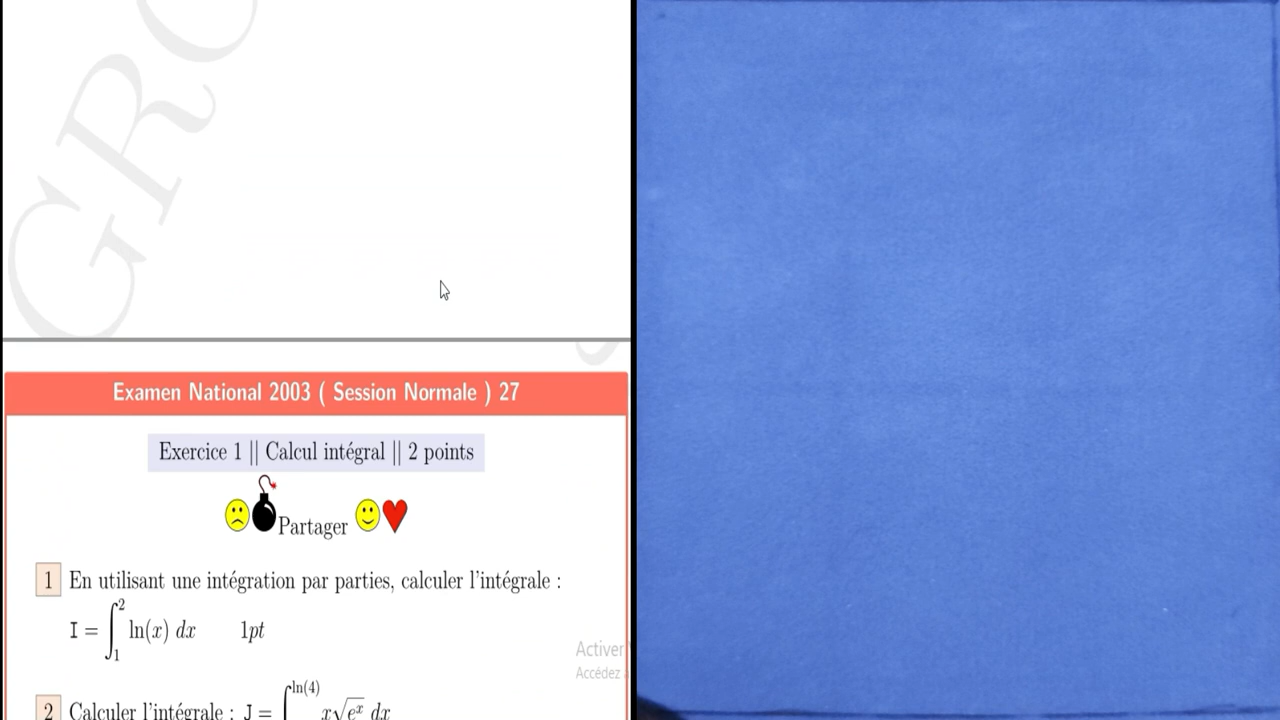 GRO
Examen National 2003 ( Session Normale ) 27
Exercice 1 || Calcul intégral || 2 points
Partager
1 En utilisant une intégration par parties, calculer l'intégrale :
I = ∫₁² ln(x) dx 1pt
Activer
Accédez
2 Calculer l'intégrale : J = ∫^{ln(4)} x√(eˣ) dx